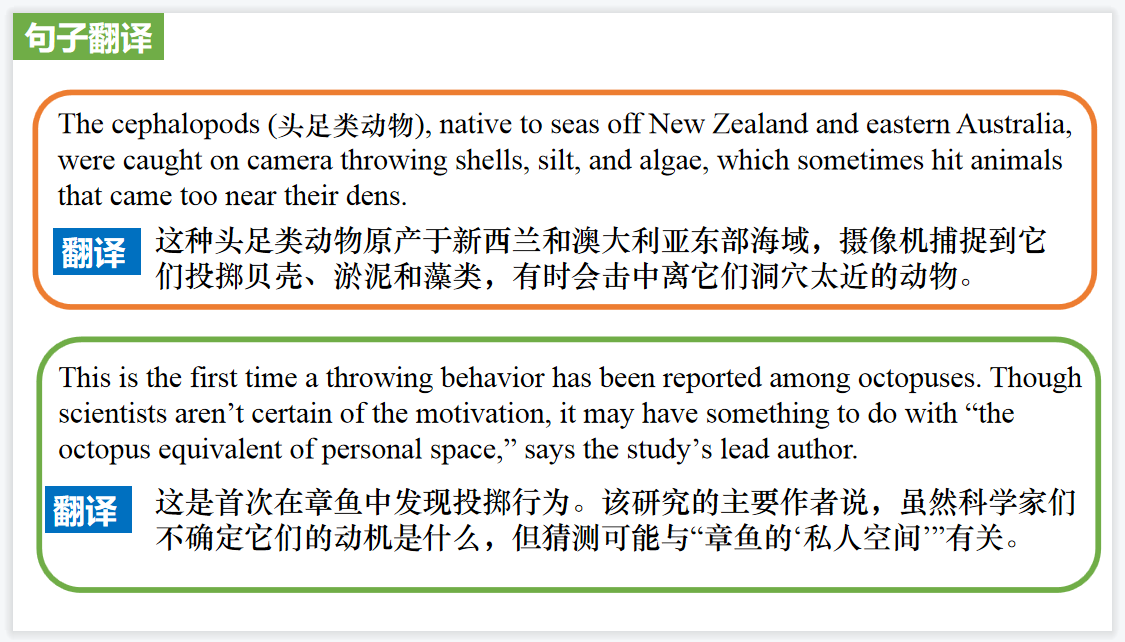 句子翻译
The cephalopods (头足类动物), native to seas off New Zealand and eastern Australia,
were caught on camera throwing shells, silt, and algae, which sometimes hit animals
that came too near their dens.
翻译
这种头足类动物原产于新西兰和澳大利亚东部海域，摄像机捕捉到它
们投掷贝壳、淤泥和藻类，有时会击中离它们洞穴太近的动物。
This is the first time a throwing behavior has been reported among octopuses. Though
scientists aren’t certain of the motivation, it may have something to do with “the
octopus equivalent of personal space,” says the study’s lead author.
翻译
这是首次在章鱼中发现投掷行为。该研究的主要作者说，虽然科学家们
不确定它们的动机是什么，但猜测可能与“章鱼的‘私人空间’”有关。